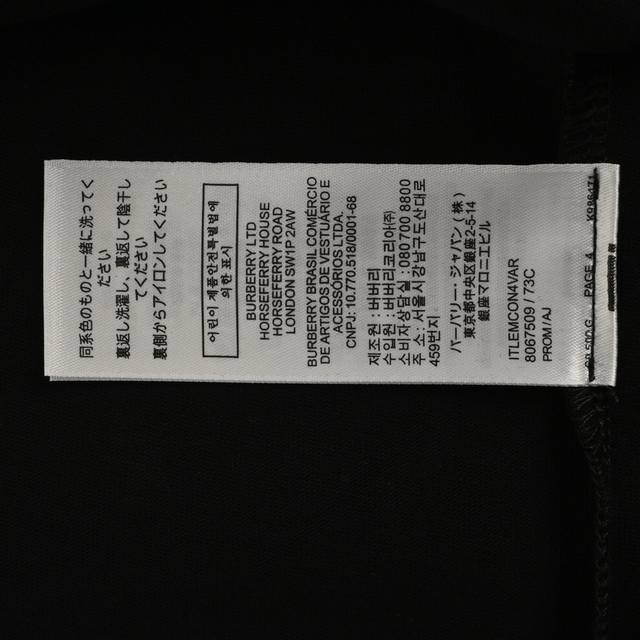 同系色のものと一緒に洗ってく
ださい
裏返し洗濯し、裏返して陰干し
てください
裏側からアイロンしてください
어린이 제품안전특별법에
의한 표시
BURBERRY LTD
HORSEFERRY HOUSE
HORSEFERRY ROAD
LONDON SW1P 2AW
BURBERRY BRASIL COMÉRCIO
DE ARTIGOS DE VESTUÁRIO E
ACESSÓRIOS LTDA.
CNPJ: 10.770.518/0001-68
제조원 : 버버리
수입원 : 버버리코리아(주)
소비자상담실 : 080 700 8800
주 소 : 서울시강남구도산대로
459번지
バーバリー・ジャパン（株）
東京都中央区銀座2-5-14
銀座マロニエビル
ITLEMCON4VAR
8067509 / 73C
PROM/AJ
PAGE 4